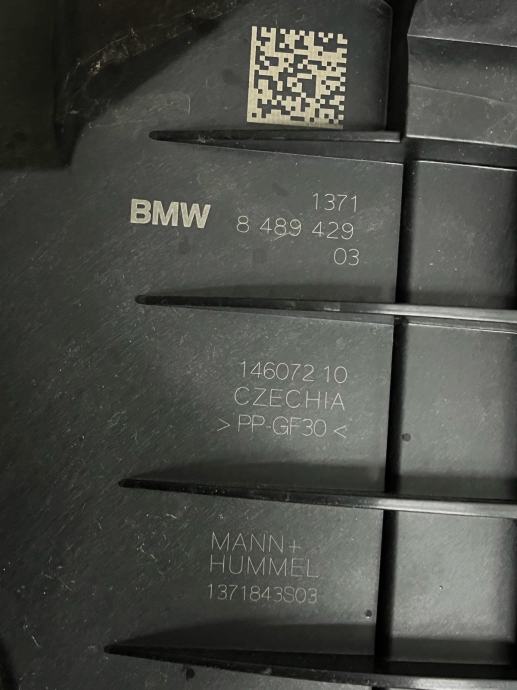 1371
BMW 8 489 429
03
146072 10
CZECHIA
> PP-GF30 <
MANN+
HUMMEL
1371843S03